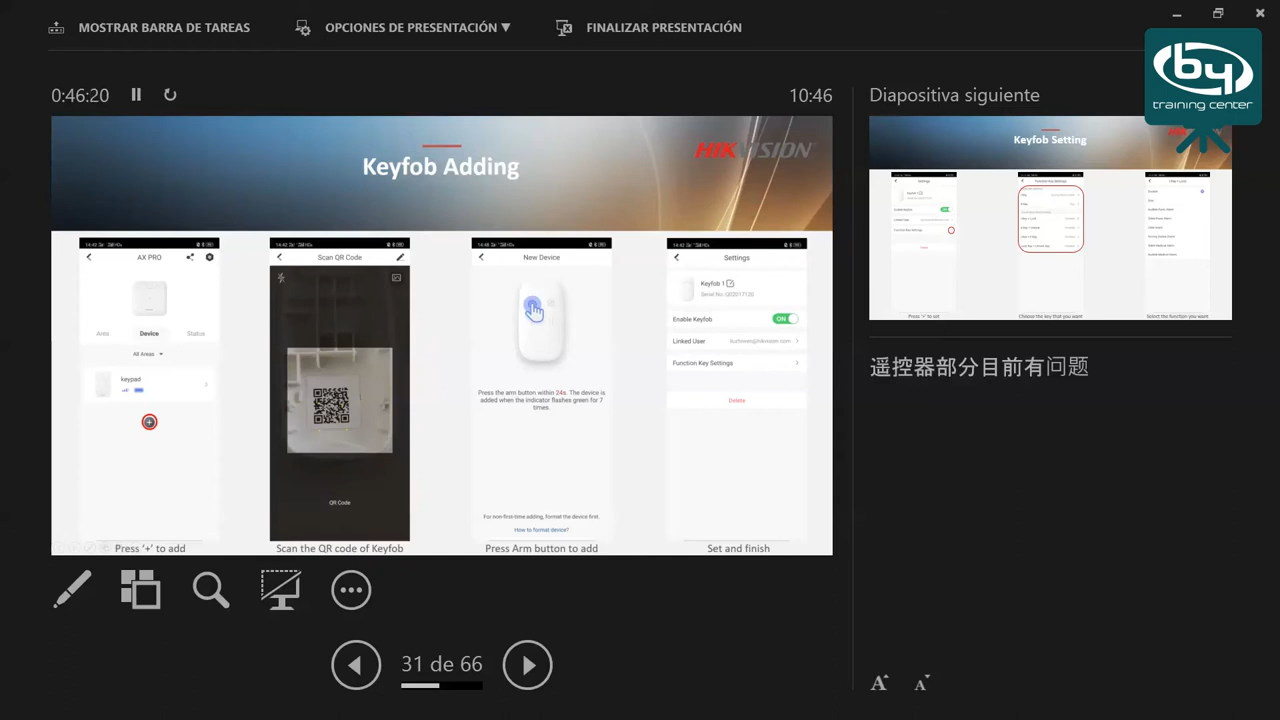 MOSTRAR BARRA DE TAREAS
OPCIONES DE PRESENTACIÓN ▼
FINALIZAR PRESENTACIÓN
by
training center
0:46:20
10:46
Diapositiva siguiente
Keyfob Adding
HIKVISION
AX PRO
Area Device Status
All Areas
keypad
Press '+' to add
Scan QR Code
QR Code
Scan the QR code of Keyfob
New Device
Press the arm button within 24s. The device is
added when the indicator flashes green for 7
times.
For non-first-time adding, format the device first.
How to format device?
Press Arm button to add
Settings
Keyfob 1
Enable Keyfob ON
Linked User
Function Key Settings
Delete
Set and finish
Keyfob Setting
Press '>' to set
Choose the key that you want
Select the function you want
遥控器部分目前有问题
31 de 66
A A